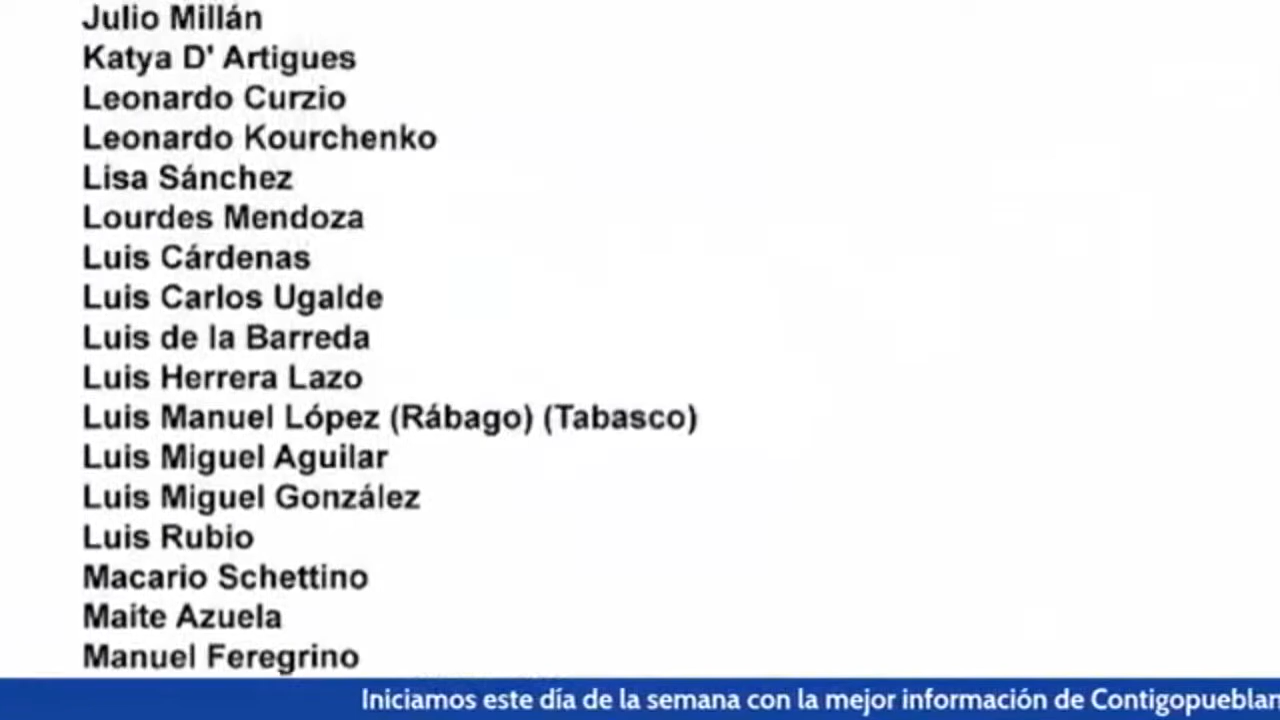 Julio Millán
Katya D' Artigues
Leonardo Curzio
Leonardo Kourchenko
Lisa Sánchez
Lourdes Mendoza
Luis Cárdenas
Luis Carlos Ugalde
Luis de la Barreda
Luis Herrera Lazo
Luis Manuel López (Rábago) (Tabasco)
Luis Miguel Aguilar
Luis Miguel González
Luis Rubio
Macario Schettino
Maite Azuela
Manuel Feregrino
Iniciamos este día de la semana con la mejor información de Contigopueblan